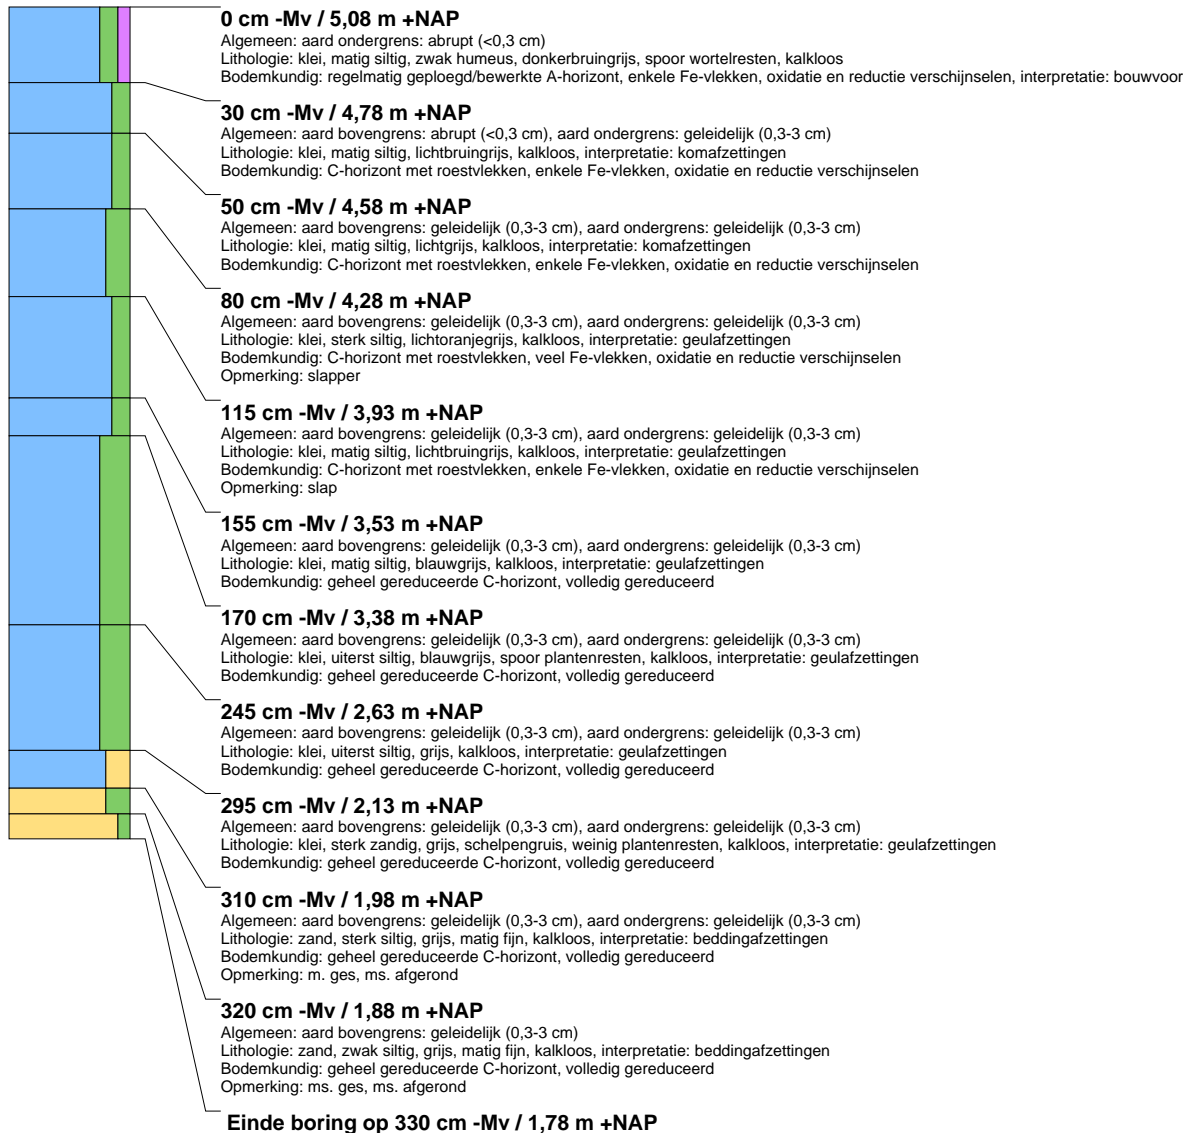 0 cm -Mv / 5,08 m +NAP
Algemeen: aard ondergrens: abrupt (<0,3 cm)
Lithologie: klei, matig siltig, zwak humeus, donkerbruingrijs, spoor wortelresten, kalkloos
Bodemkundig: regelmatig geploegd/bewerkte A-horizont, enkele Fe-vlekken, oxidatie en reductie verschijnselen, interpretatie: bouwvoor
30 cm -Mv / 4,78 m +NAP
Algemeen: aard bovengrens: abrupt (<0,3 cm), aard ondergrens: geleidelijk (0,3-3 cm)
Lithologie: klei, matig siltig, lichtbruingrijs, kalkloos, interpretatie: komafzettingen
Bodemkundig: C-horizont met roestvlekken, enkele Fe-vlekken, oxidatie en reductie verschijnselen
50 cm -Mv / 4,58 m +NAP
Algemeen: aard bovengrens: geleidelijk (0,3-3 cm), aard ondergrens: geleidelijk (0,3-3 cm)
Lithologie: klei, matig siltig, lichtgrijs, kalkloos, interpretatie: komafzettingen
Bodemkundig: C-horizont met roestvlekken, enkele Fe-vlekken, oxidatie en reductie verschijnselen
80 cm -Mv / 4,28 m +NAP
Algemeen: aard bovengrens: geleidelijk (0,3-3 cm), aard ondergrens: geleidelijk (0,3-3 cm)
Lithologie: klei, sterk siltig, lichtoranjegrijs, kalkloos, interpretatie: geulafzettingen
Bodemkundig: C-horizont met roestvlekken, veel Fe-vlekken, oxidatie en reductie verschijnselen
Opmerking: slapper
115 cm -Mv / 3,93 m +NAP
Algemeen: aard bovengrens: geleidelijk (0,3-3 cm), aard ondergrens: geleidelijk (0,3-3 cm)
Lithologie: klei, matig siltig, lichtbruingrijs, kalkloos, interpretatie: geulafzettingen
Bodemkundig: C-horizont met roestvlekken, enkele Fe-vlekken, oxidatie en reductie verschijnselen
Opmerking: slap
155 cm -Mv / 3,53 m +NAP
Algemeen: aard bovengrens: geleidelijk (0,3-3 cm), aard ondergrens: geleidelijk (0,3-3 cm)
Lithologie: klei, matig siltig, blauwgrijs, kalkloos, interpretatie: geulafzettingen
Bodemkundig: geheel gereduceerde C-horizont, volledig gereduceerd
170 cm -Mv / 3,38 m +NAP
Algemeen: aard bovengrens: geleidelijk (0,3-3 cm), aard ondergrens: geleidelijk (0,3-3 cm)
Lithologie: klei, uiterst siltig, blauwgrijs, spoor plantenresten, kalkloos, interpretatie: geulafzettingen
Bodemkundig: geheel gereduceerde C-horizont, volledig gereduceerd
245 cm -Mv / 2,63 m +NAP
Algemeen: aard bovengrens: geleidelijk (0,3-3 cm), aard ondergrens: geleidelijk (0,3-3 cm)
Lithologie: klei, uiterst siltig, grijs, kalkloos, interpretatie: geulafzettingen
Bodemkundig: geheel gereduceerde C-horizont, volledig gereduceerd
295 cm -Mv / 2,13 m +NAP
Algemeen: aard bovengrens: geleidelijk (0,3-3 cm), aard ondergrens: geleidelijk (0,3-3 cm)
Lithologie: klei, sterk zandig, grijs, schelpengruis, weinig plantenresten, kalkloos, interpretatie: geulafzettingen
Bodemkundig: geheel gereduceerde C-horizont, volledig gereduceerd
310 cm -Mv / 1,98 m +NAP
Algemeen: aard bovengrens: geleidelijk (0,3-3 cm), aard ondergrens: geleidelijk (0,3-3 cm)
Lithologie: zand, sterk siltig, grijs, matig fijn, kalkloos, interpretatie: beddingafzettingen
Bodemkundig: geheel gereduceerde C-horizont, volledig gereduceerd
Opmerking: m. ges, ms. afgerond
320 cm -Mv / 1,88 m +NAP
Algemeen: aard bovengrens: geleidelijk (0,3-3 cm)
Lithologie: zand, zwak siltig, grijs, matig fijn, kalkloos, interpretatie: beddingafzettingen
Bodemkundig: geheel gereduceerde C-horizont, volledig gereduceerd
Opmerking: ms. ges, ms. afgerond
Einde boring op 330 cm -Mv / 1,78 m +NAP